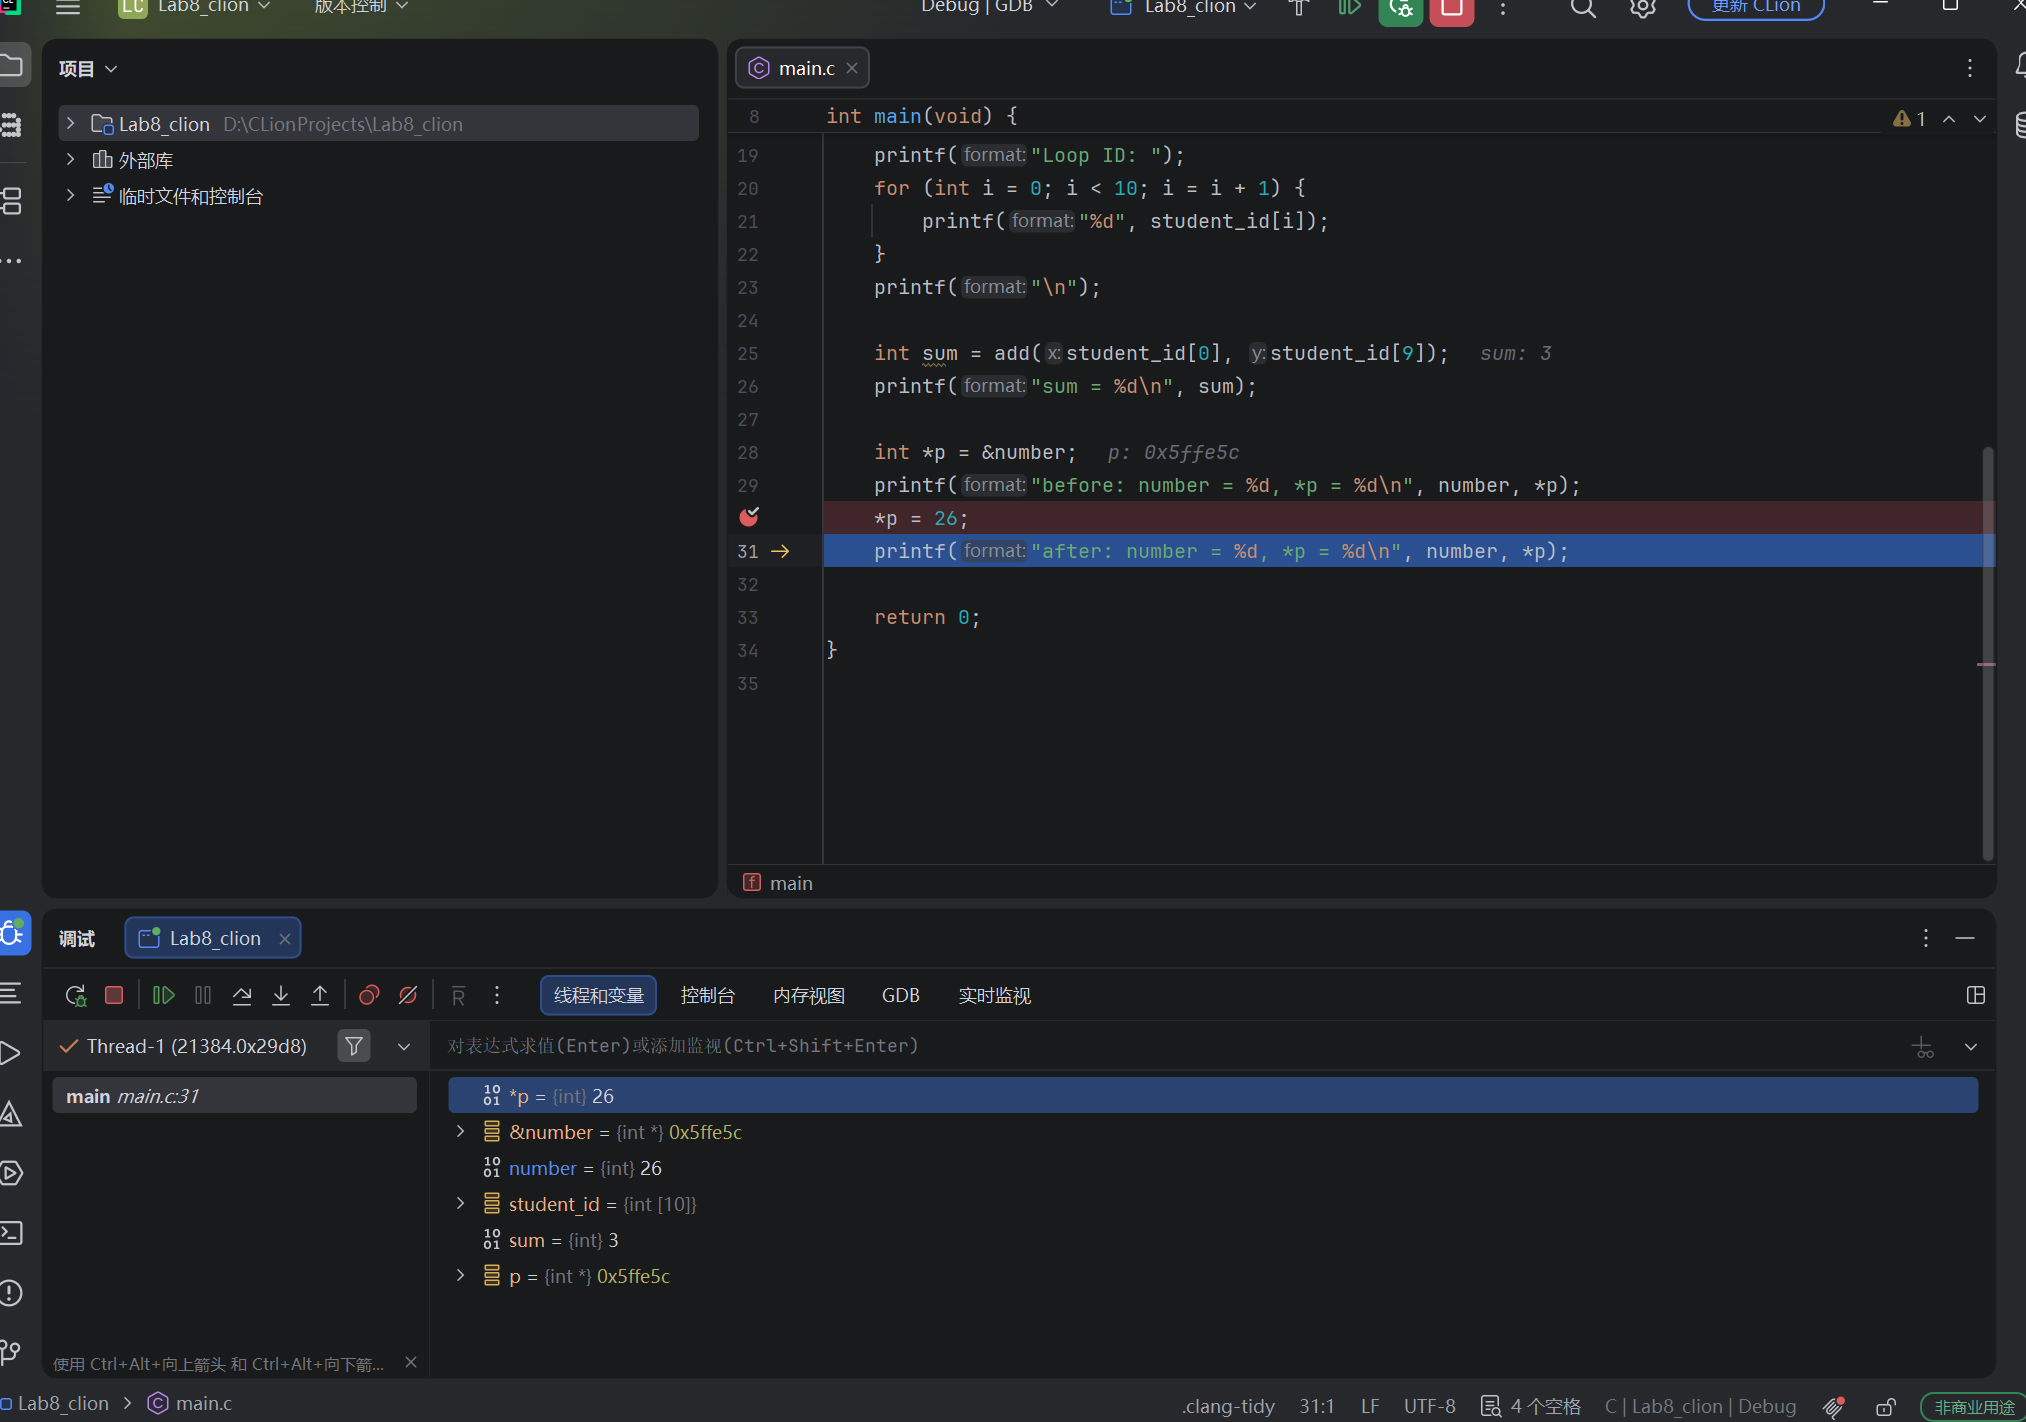 LC Lab8_clion 版本控制 Debug | GDB Lab8_clion 更新 CLion
项目
Lab8_clion D:\CLionProjects\Lab8_clion
外部库
临时文件和控制台
main.c
8 int main(void) {
1
19 printf(format:"Loop ID: ");
20 for (int i = 0; i < 10; i = i + 1) {
21 printf(format:"%d", student_id[i]);
22 }
23 printf(format:"\n");
24
25 int sum = add(x:student_id[0], y:student_id[9]); sum: 3
26 printf(format:"sum = %d\n", sum);
27
28 int *p = &number; p: 0x5ffe5c
29 printf(format:"before: number = %d, *p = %d\n", number, *p);
*p = 26;
31 printf(format:"after: number = %d, *p = %d\n", number, *p);
32
33 return 0;
34 }
35
main
调试 Lab8_clion
线程和变量 控制台 内存视图 GDB 实时监视
Thread-1 (21384.0x29d8)
对表达式求值(Enter)或添加监视(Ctrl+Shift+Enter)
main main.c:31
*p = {int} 26
&number = {int *} 0x5ffe5c
number = {int} 26
student_id = {int [10]}
sum = {int} 3
p = {int *} 0x5ffe5c
使用 Ctrl+Alt+向上箭头 和 Ctrl+Alt+向下箭...
Lab8_clion main.c
.clang-tidy 31:1 LF UTF-8 4 个空格 C | Lab8_clion | Debug 非商业用途